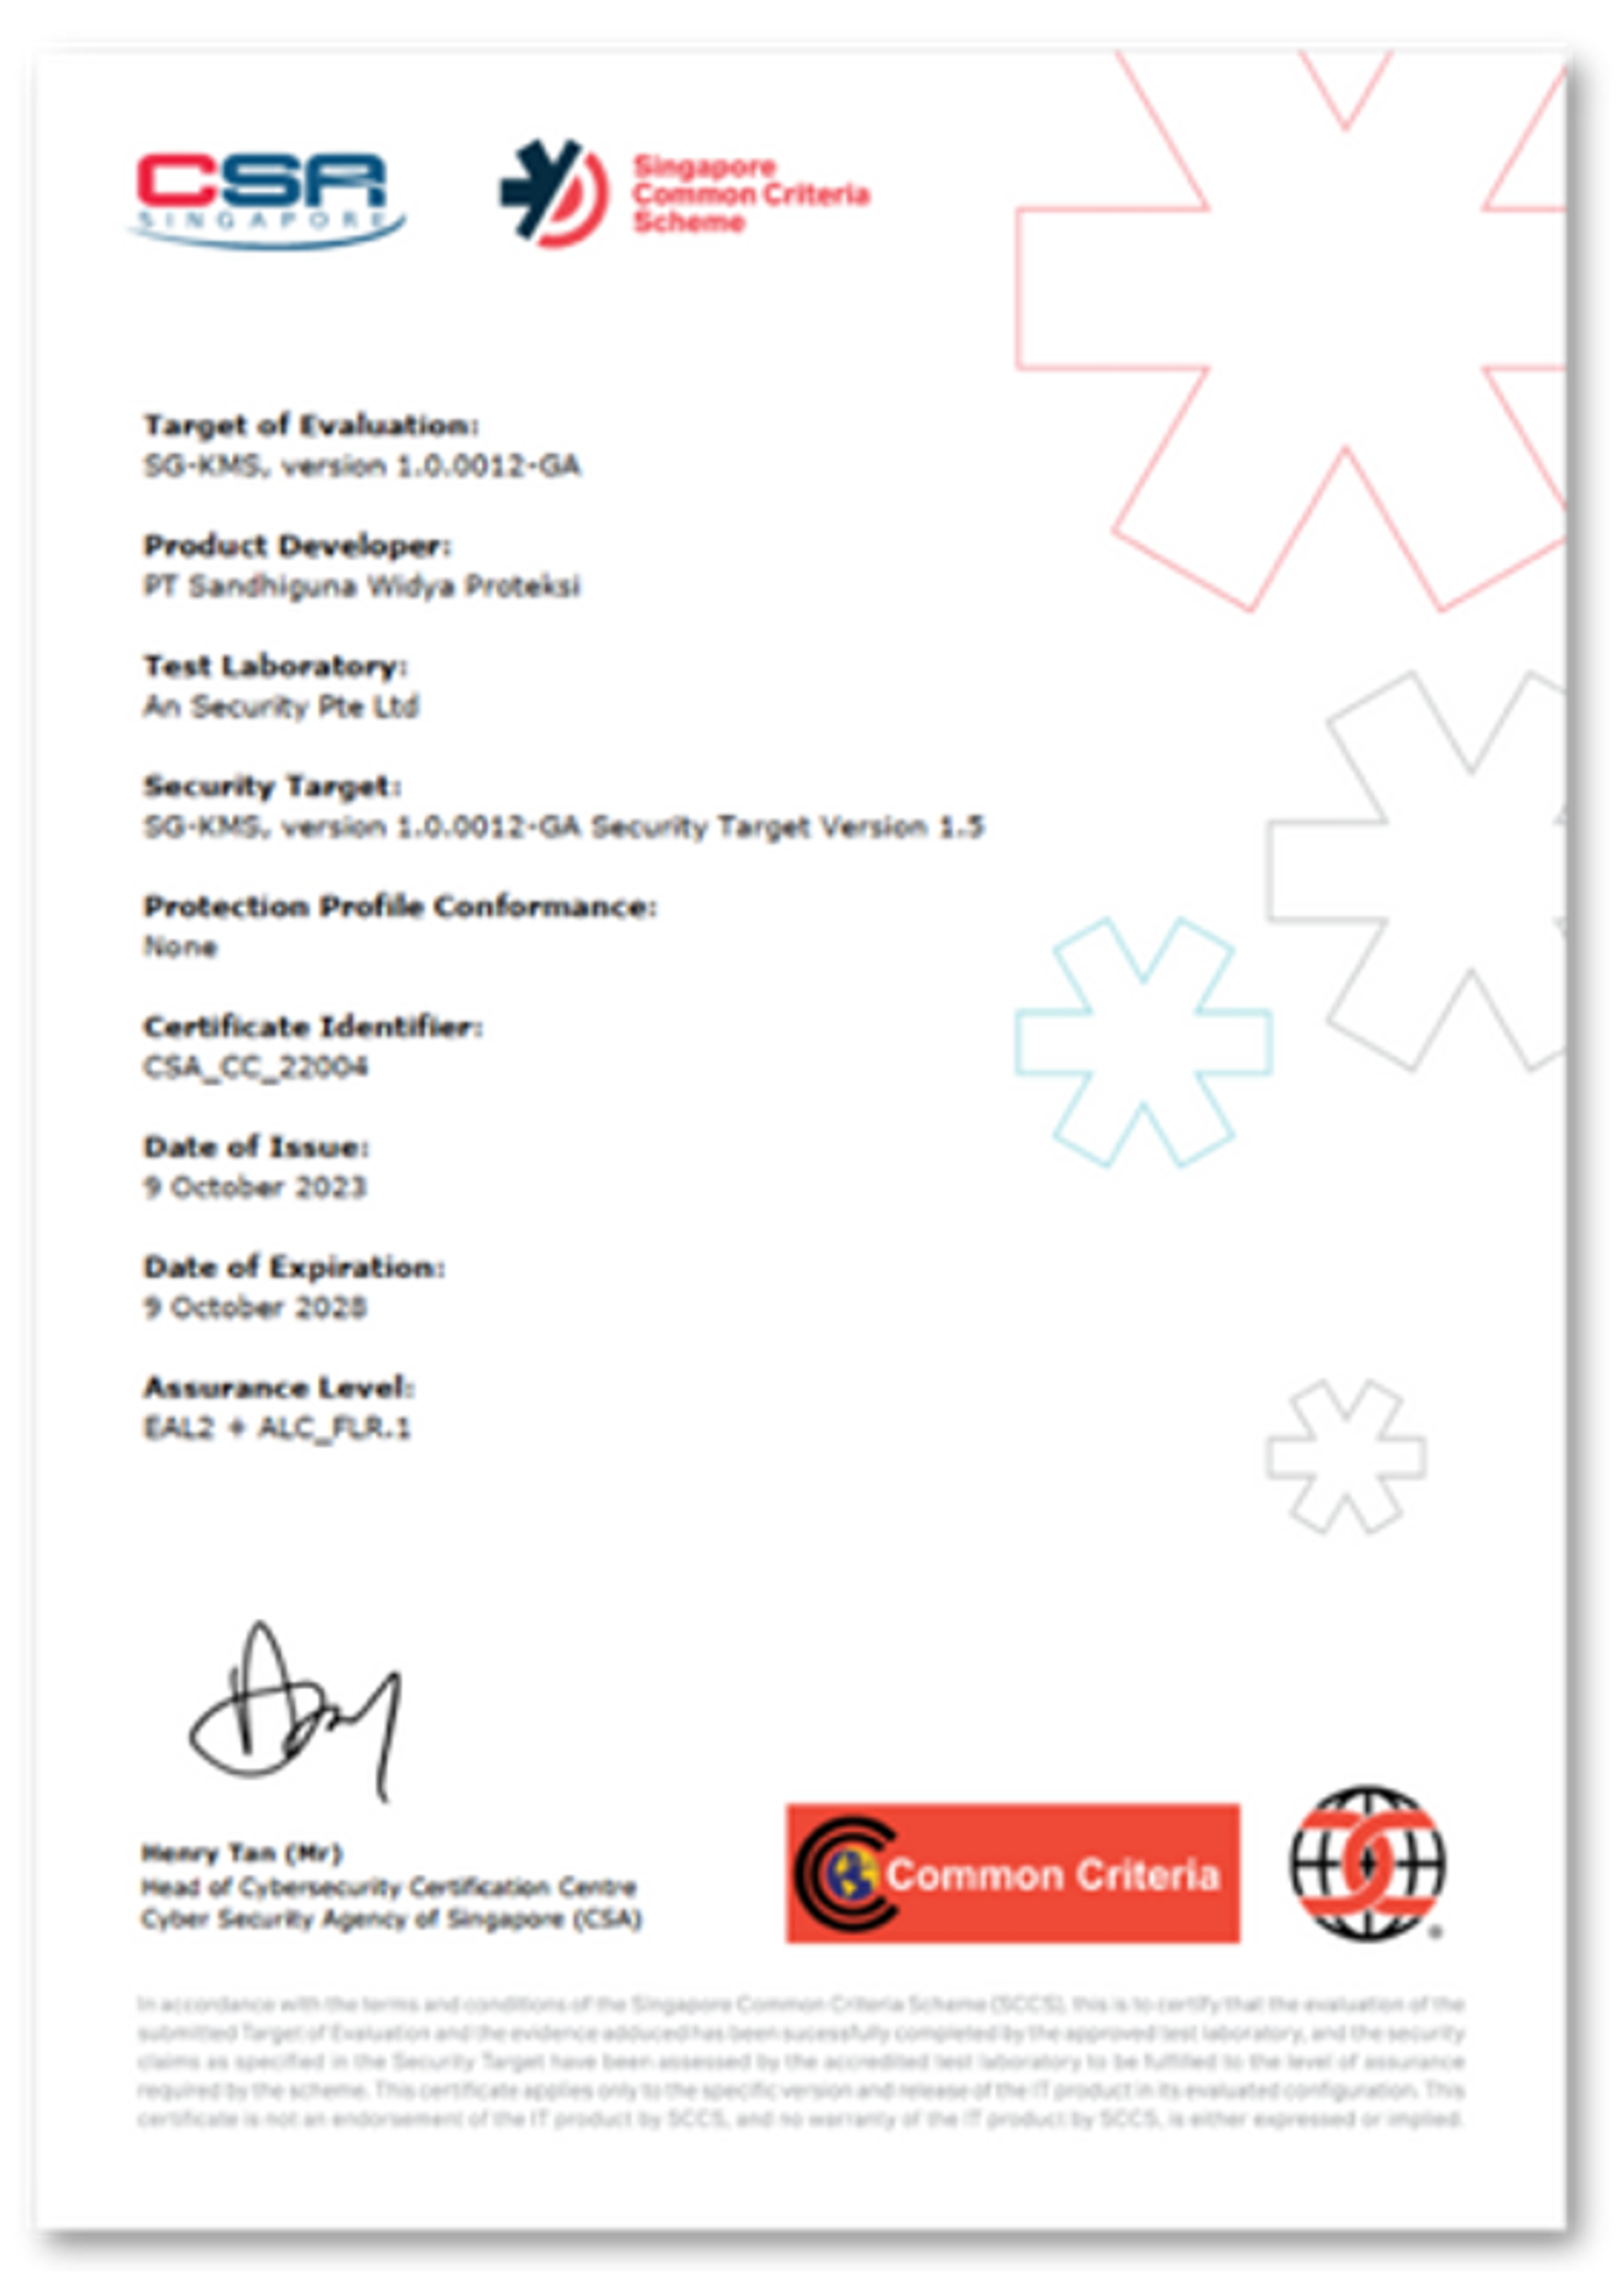 CSA
SINGAPORE
Singapore
Common Criteria
Scheme
Target of Evaluation:
SG-KMS, version 1.0.0012-GA
Product Developer:
PT Sandhiguna Widya Proteksi
Test Laboratory:
An Security Pte Ltd
Security Target:
SG-KMS, version 1.0.0012-GA Security Target Version 1.5
Protection Profile Conformance:
None
Certificate Identifier:
CSA_CC_22004
Date of Issue:
9 October 2023
Date of Expiration:
9 October 2028
Assurance Level:
EAL2 + ALC_FLR.1
Henry Tan (Mr)
Head of Cybersecurity Certification Centre
Cyber Security Agency of Singapore (CSA)
Common Criteria
In accordance with the terms and conditions of the Singapore Common Criteria Scheme (SCCS), this is to certify that the evaluation of the
submitted Target of Evaluation and the evidence adduced has been sucessfully completed by the approved test laboratory, and the security
claims as specified in the Security Target have been assessed by the accredited test laboratory to be fulfilled to the level of assurance
required by the scheme. This certificate applies only to the specific version and release of the IT product in its evaluated configuration. This
certificate is not an endorsement of the IT product by SCCS, and no warranty of the IT product by SCCS, is either expressed or implied.